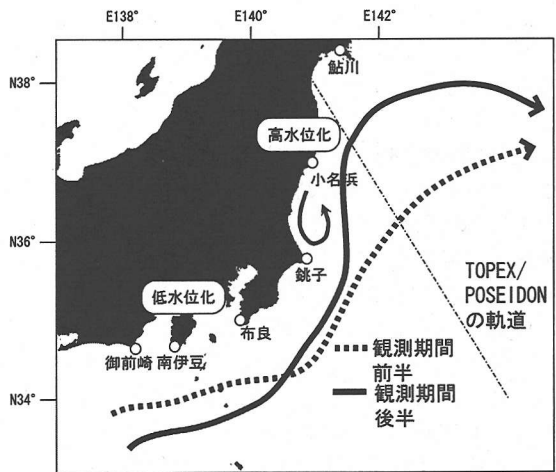 E138°
E140°
E142°
N38°
鮎川
高水位化
小名浜
N36°
銚子
低水位化
TOPEX/
POSEIDON
の軌道
布良
御前崎
南伊豆
観測期間
前半
N34°
観測期間
後半